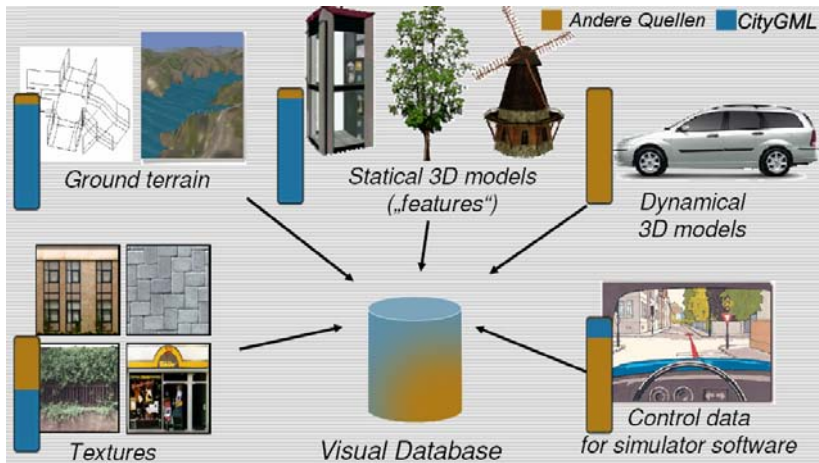 Andere Quellen
CityGML
Ground terrain
Statical 3D models
(„features“)
Dynamical
3D models
Textures
Visual Database
Control data
for simulator software